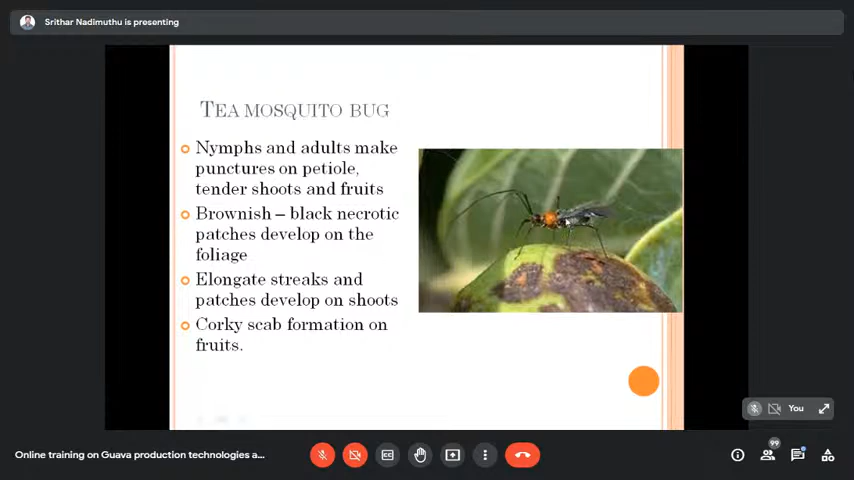 Srithar Nadimuthu is presenting
TEA MOSQUITO BUG
Nymphs and adults make
punctures on petiole,
tender shoots and fruits
Brownish – black necrotic
patches develop on the
foliage
Elongate streaks and
patches develop on shoots
Corky scab formation on
fruits.
You
99
Online training on Guava production technologies a...